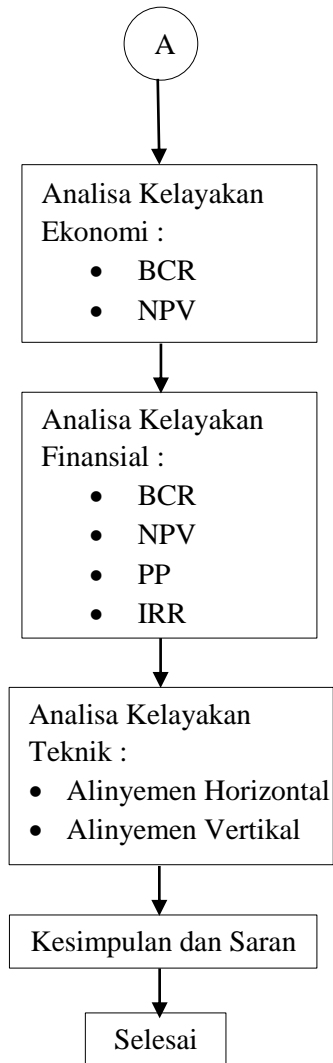 A
Analisa Kelayakan
Ekonomi :
• BCR
• NPV
Analisa Kelayakan
Finansial :
• BCR
• NPV
• PP
• IRR
Analisa Kelayakan
Teknik :
• Alinyemen Horizontal
• Alinyemen Vertikal
Kesimpulan dan Saran
Selesai